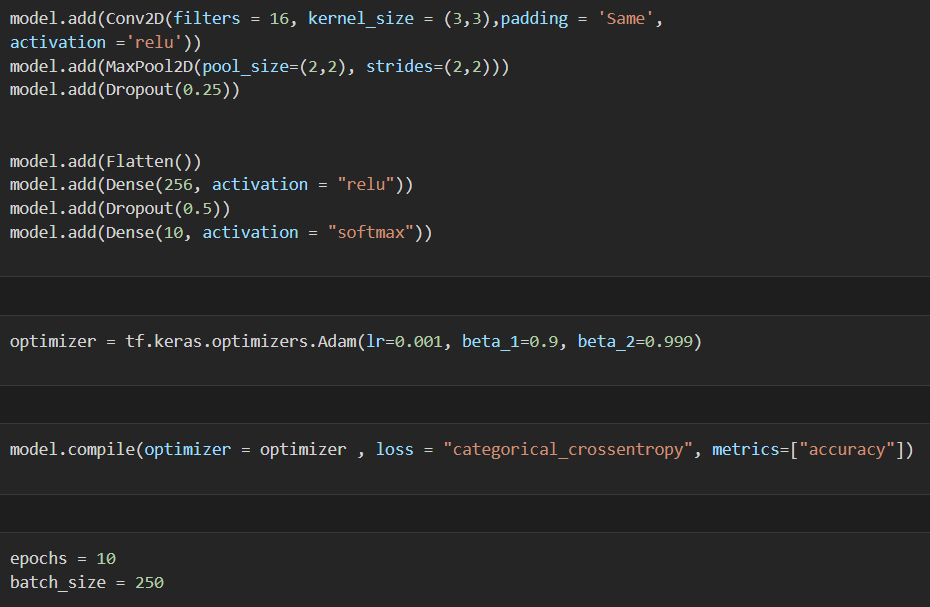 model.add(Conv2D(filters = 16, kernel_size = (3,3),padding = 'Same',
activation ='relu'))
model.add(MaxPool2D(pool_size=(2,2), strides=(2,2)))
model.add(Dropout(0.25))
model.add(Flatten())
model.add(Dense(256, activation = "relu"))
model.add(Dropout(0.5))
model.add(Dense(10, activation = "softmax"))
optimizer = tf.keras.optimizers.Adam(lr=0.001, beta_1=0.9, beta_2=0.999)
model.compile(optimizer = optimizer , loss = "categorical_crossentropy", metrics=["accuracy"])
epochs = 10
batch_size = 250